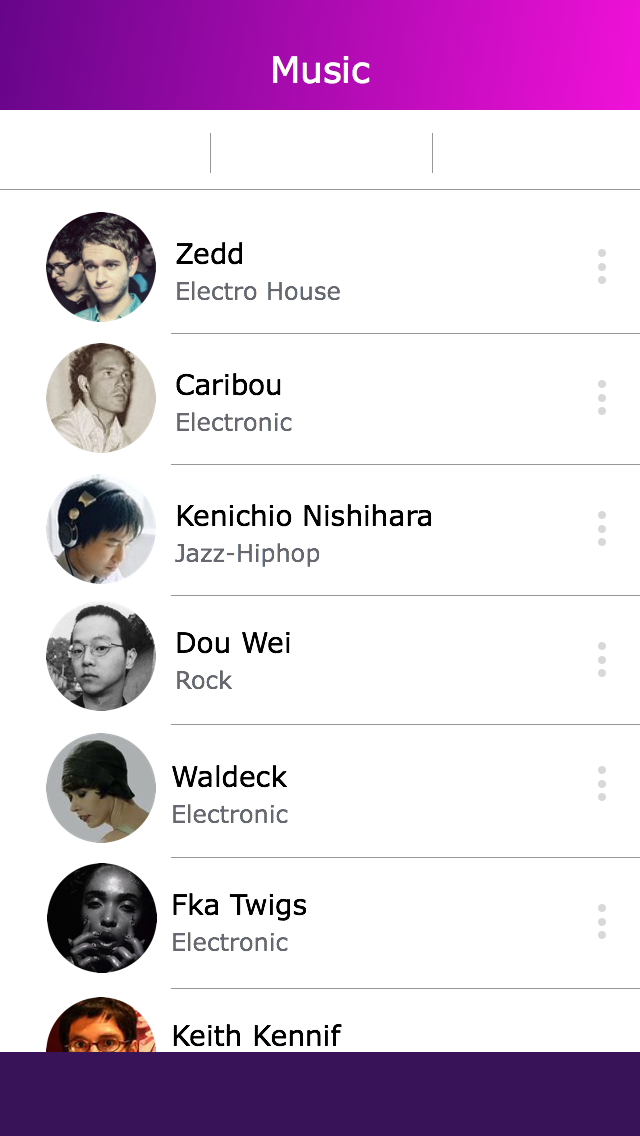 Music
Zedd
Electro House
Caribou
Electronic
Kenichio Nishihara
Jazz-Hiphop
Dou Wei
Rock
Waldeck
Electronic
Fka Twigs
Electronic
Keith Kennif